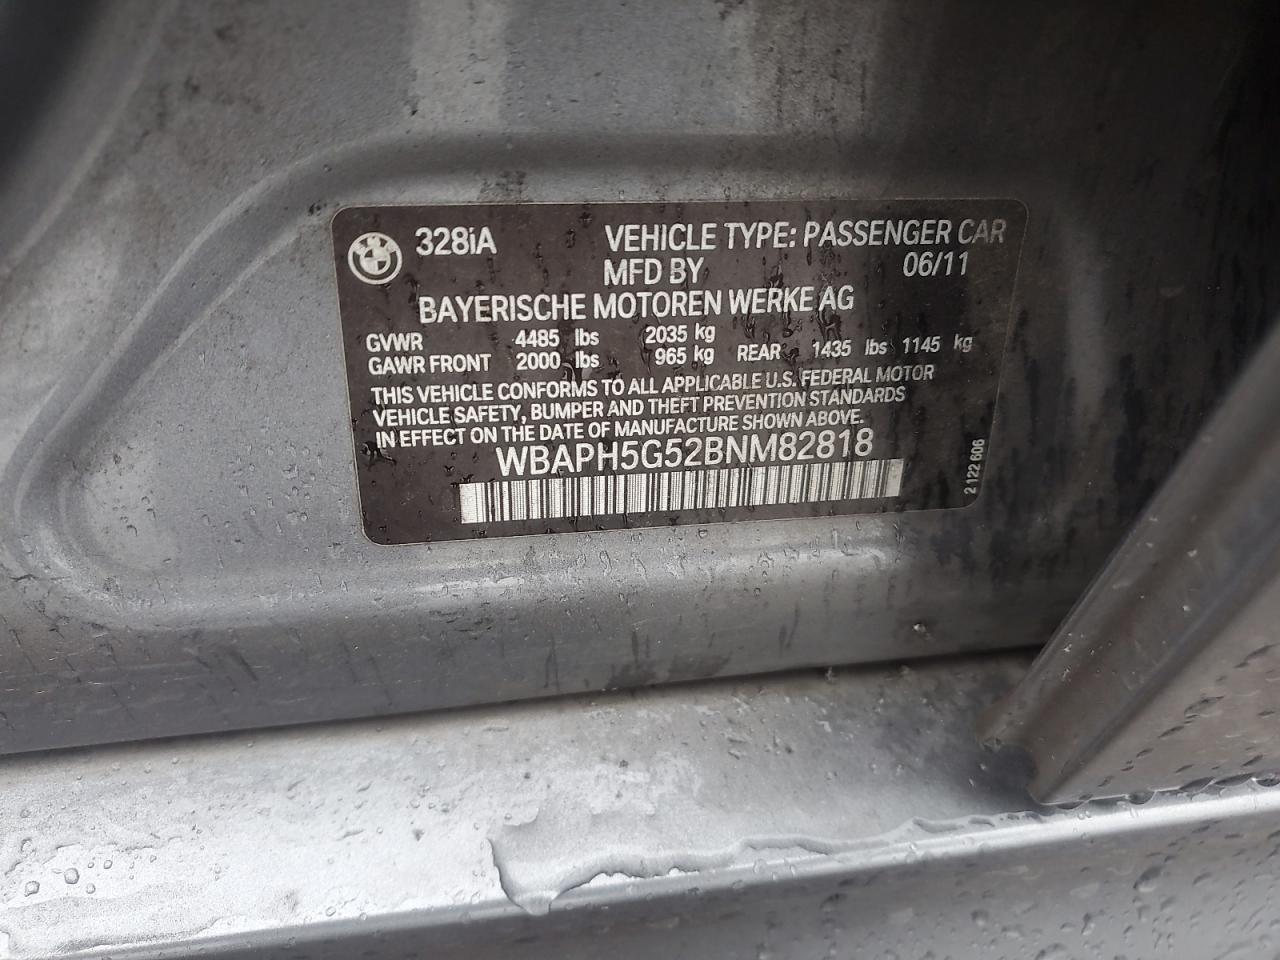 328iA VEHICLE TYPE: PASSENGER CAR
MFD BY 06/11
BAYERISCHE MOTOREN WERKE AG
GVWR 4485 lbs 2035 kg
GAWR FRONT 2000 lbs 965 kg REAR 1435 lbs 1145 kg
THIS VEHICLE CONFORMS TO ALL APPLICABLE U.S. FEDERAL MOTOR
VEHICLE SAFETY, BUMPER AND THEFT PREVENTION STANDARDS
IN EFFECT ON THE DATE OF MANUFACTURE SHOWN ABOVE.
WBAPH5G52BNM82818
2 122 606